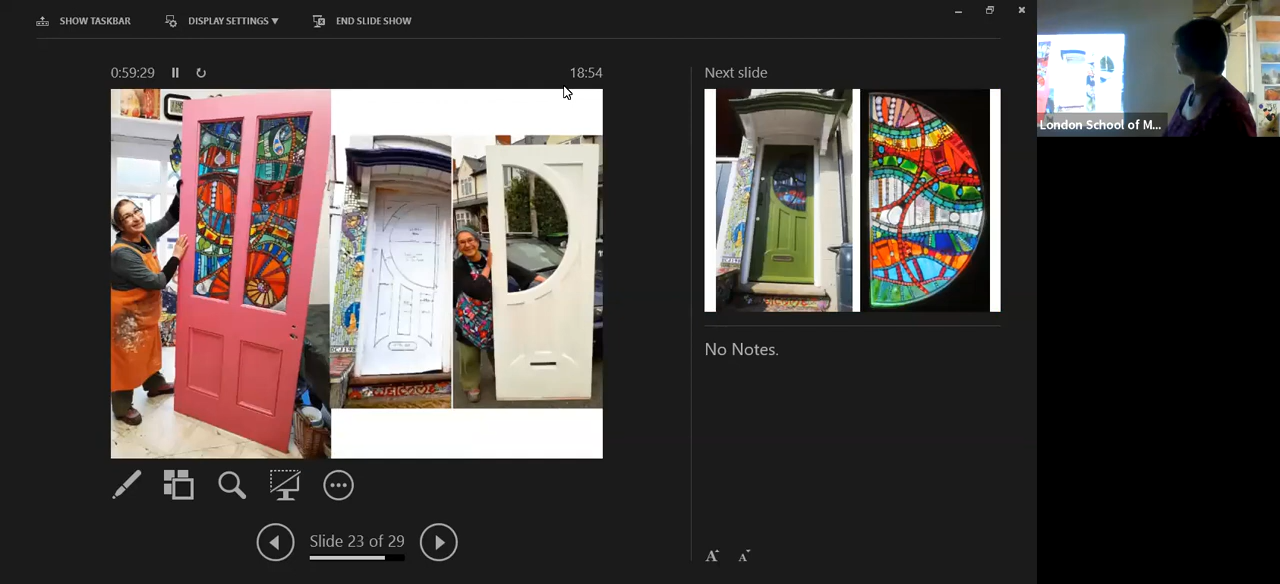 SHOW TASKBAR
DISPLAY SETTINGS ▼
END SLIDE SHOW
0:59:29
18:54
Next slide
London School of M...
WELCOME
No Notes.
Slide 23 of 29
A A